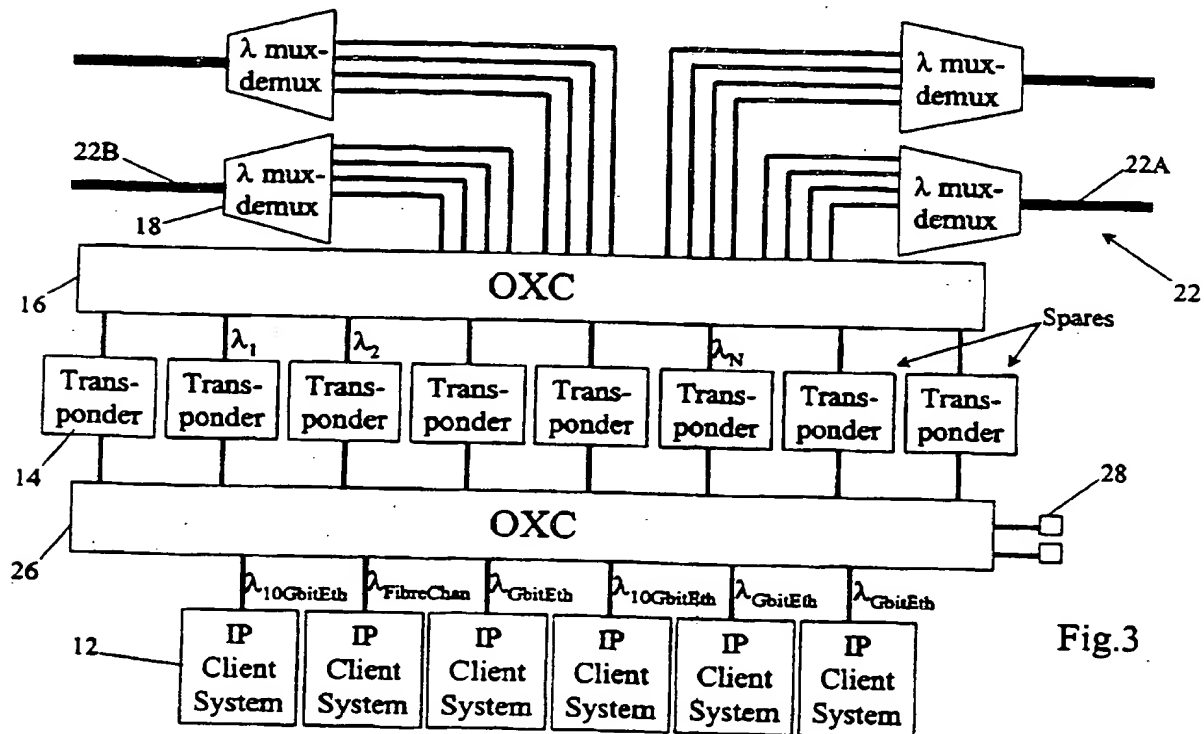 λ mux-
demux
λ mux-
demux
22B
λ mux-
demux
18
λ mux-
demux
22A
22
OXC
16
Spares
λ1
λ2
λN
Trans-
ponder
Trans-
ponder
Trans-
ponder
Trans-
ponder
Trans-
ponder
Trans-
ponder
Trans-
ponder
Trans-
ponder
14
28
OXC
26
λ10GbitEth
λFibreChan
λGbitEth
λ10GbitEth
λGbitEth
λGbitEth
12
IP
Client
System
IP
Client
System
IP
Client
System
IP
Client
System
IP
Client
System
IP
Client
System
Fig.3